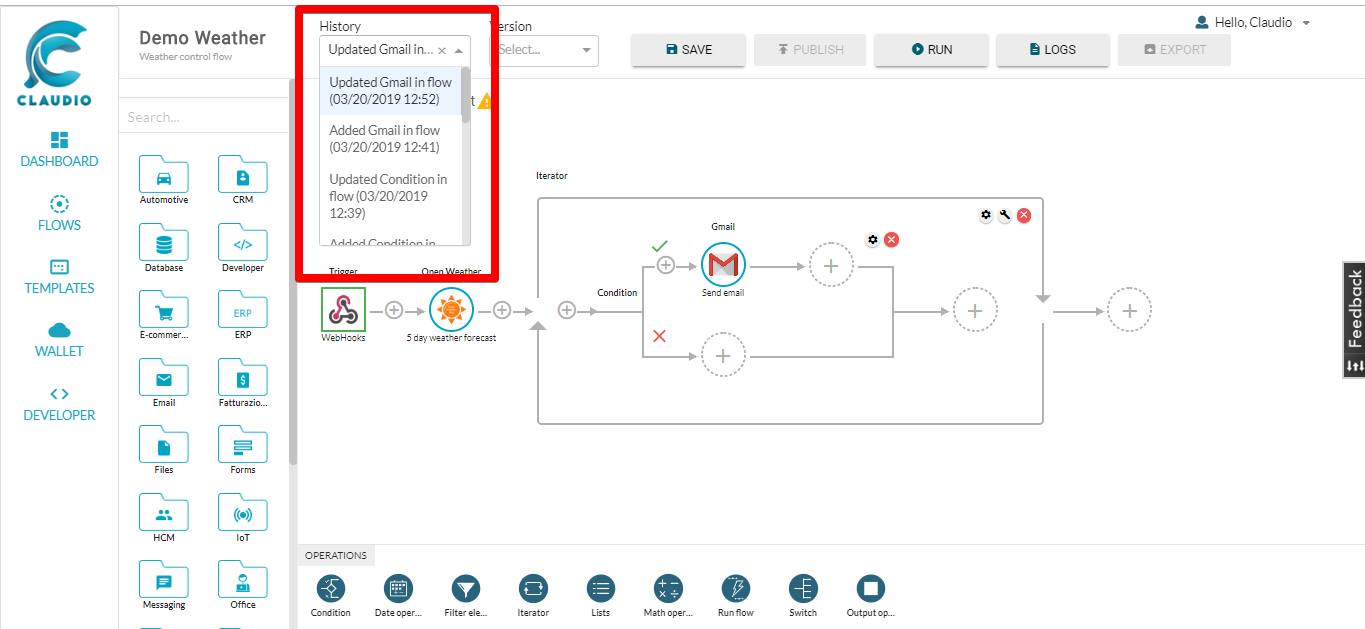 CLAUDIO
DASHBOARD
FLOWS
TEMPLATES
WALLET
DEVELOPER
Demo Weather
Weather control flow
Search...
Automotive
CRM
Database
Developer
E-commer...
ERP
ERP
Email
Fatturazio...
Files
Forms
HCM
IoT
Messaging
Office
History
Updated Gmail in...
Updated Gmail in flow
(03/20/2019 12:52)
Added Gmail in flow
(03/20/2019 12:41)
Updated Condition in
flow (03/20/2019
12:39)
Added Condition in
Version
Select...
SAVE
PUBLISH
RUN
LOGS
EXPORT
Hello, Claudio
Trigger
WebHooks
Open Weather
5 day weather forecast
Iterator
Condition
Gmail
Send email
Feedback
OPERATIONS
Condition
Date oper...
Filter ele...
Iterator
Lists
Math oper...
Run flow
Switch
Output op...